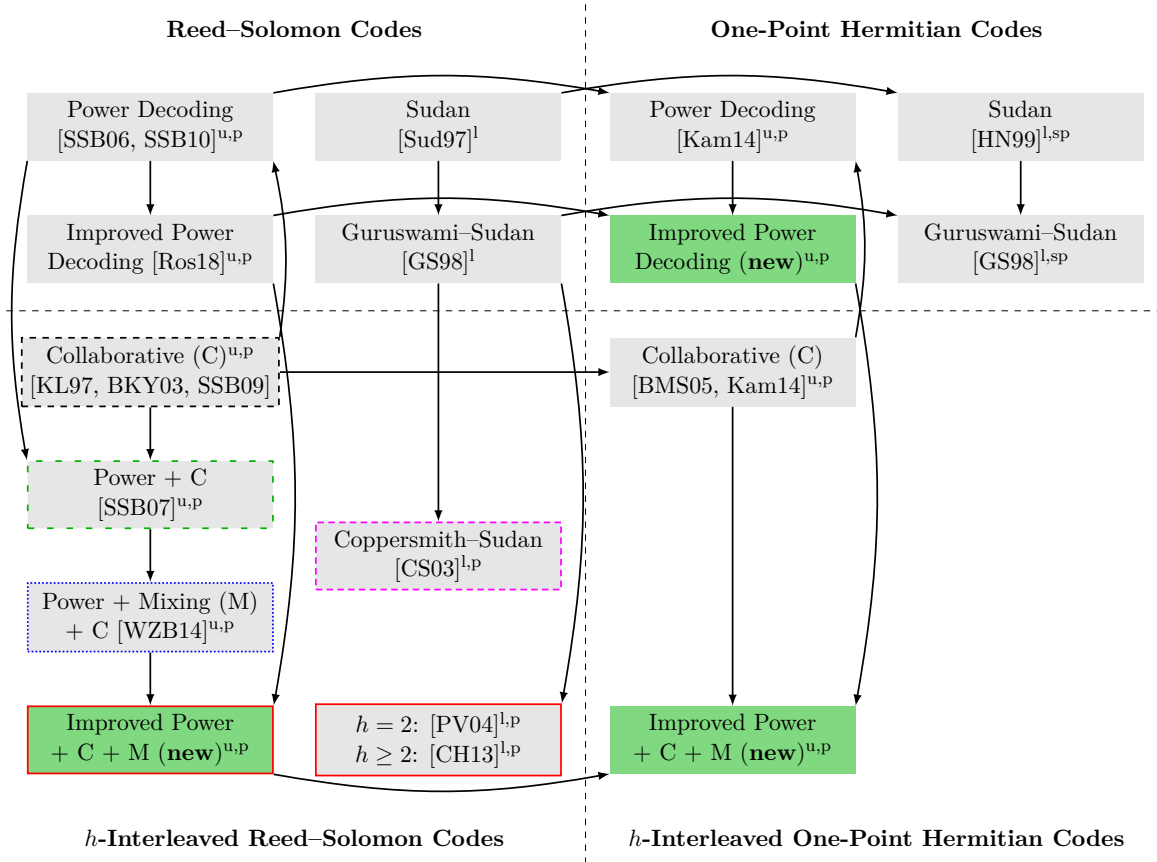 Reed–Solomon Codes
One-Point Hermitian Codes
Power Decoding
[SSB06, SSB10]u,p
Sudan
[Sud97]l
Power Decoding
[Kam14]u,p
Sudan
[HN99]l,sp
Improved Power
Decoding [Ros18]u,p
Guruswami–Sudan
[GS98]l
Improved Power
Decoding (new)u,p
Guruswami–Sudan
[GS98]l,sp
Collaborative (C)u,p
[KL97, BKY03, SSB09]
Collaborative (C)
[BMS05, Kam14]u,p
Power + C
[SSB07]u,p
Coppersmith–Sudan
[CS03]l,p
Power + Mixing (M)
+ C [WZB14]u,p
Improved Power
+ C + M (new)u,p
h = 2: [PV04]l,p
h ≥ 2: [CH13]l,p
Improved Power
+ C + M (new)u,p
h-Interleaved Reed–Solomon Codes
h-Interleaved One-Point Hermitian Codes